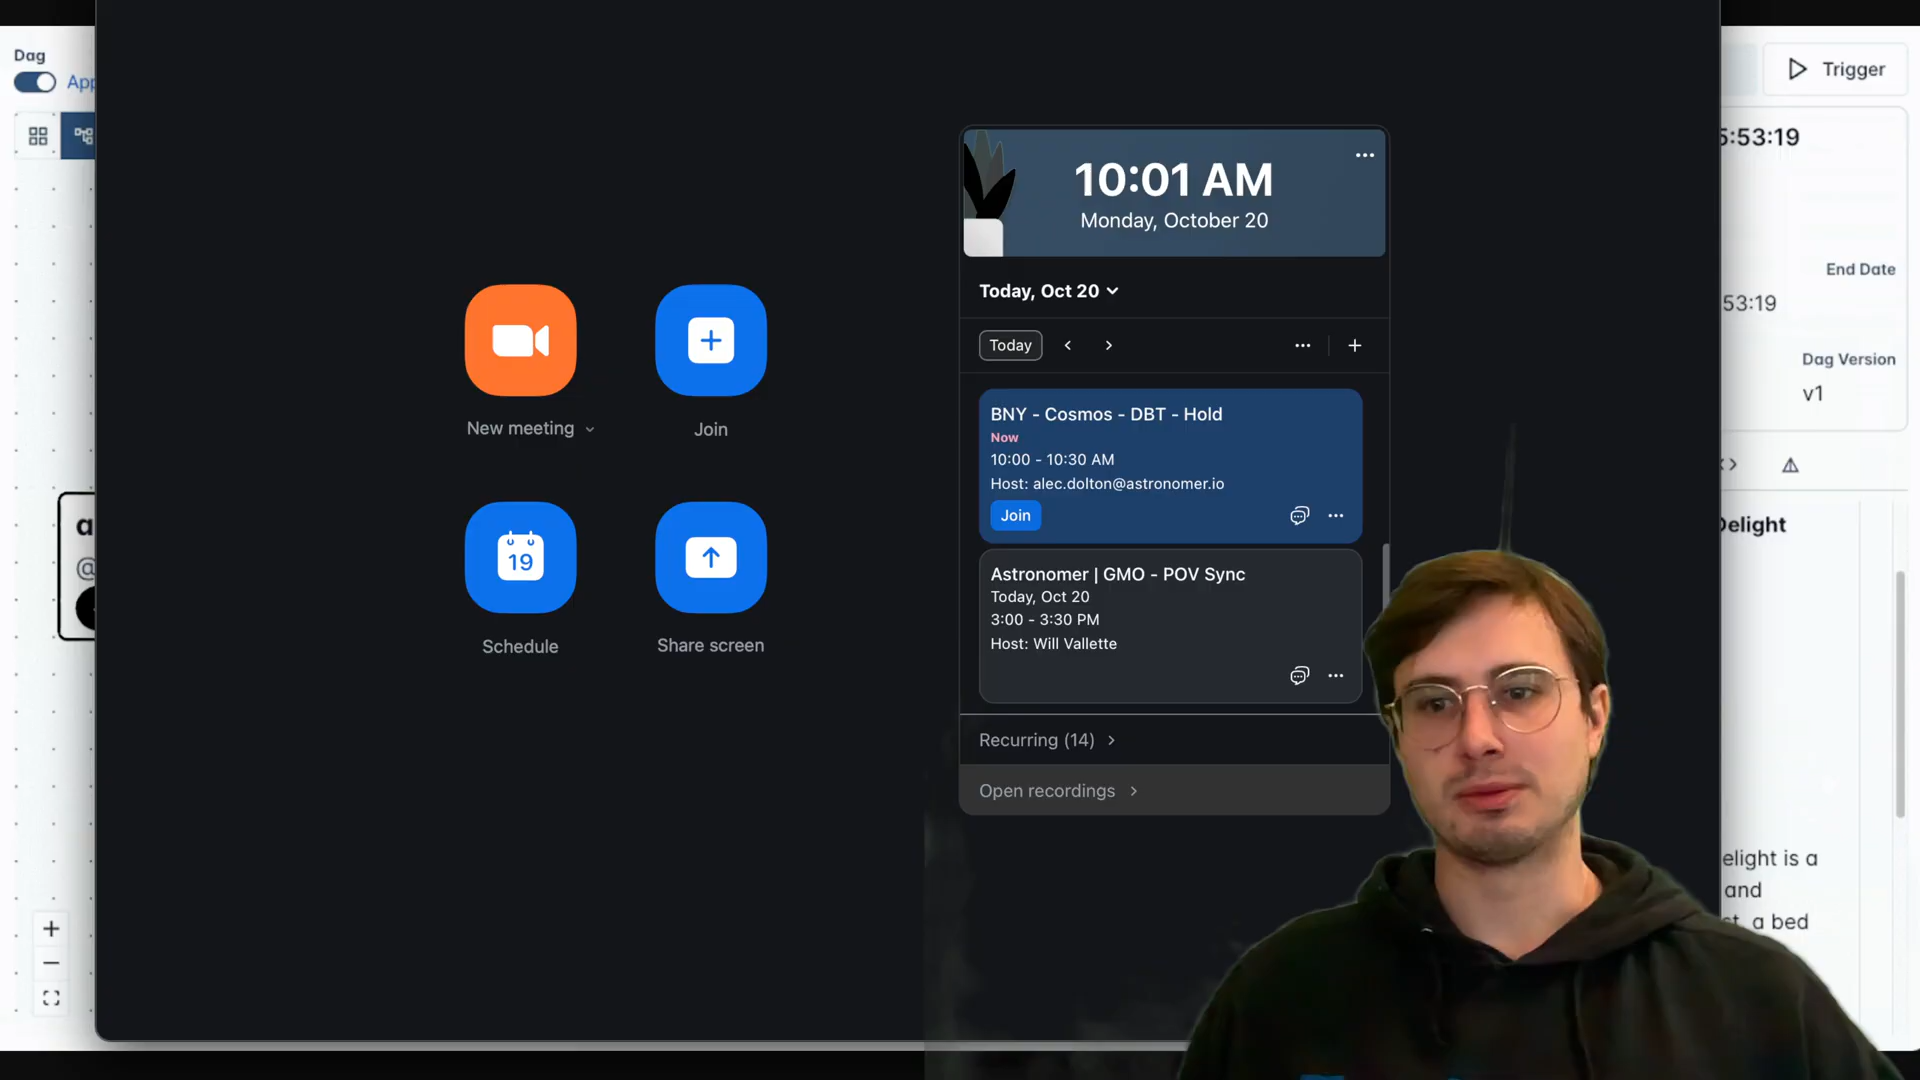 Dag
App
Trigger
5:53:19
End Date
53:19
Dag Version
v1
a
@
Delight
elight is a
and
a bed
New meeting
Join
Schedule
19
Share screen
10:01 AM
Monday, October 20
Today, Oct 20
Today
BNY - Cosmos - DBT - Hold
Now
10:00 - 10:30 AM
Host: alec.dolton@astronomer.io
Join
Astronomer | GMO - POV Sync
Today, Oct 20
3:00 - 3:30 PM
Host: Will Vallette
Recurring (14)
Open recordings